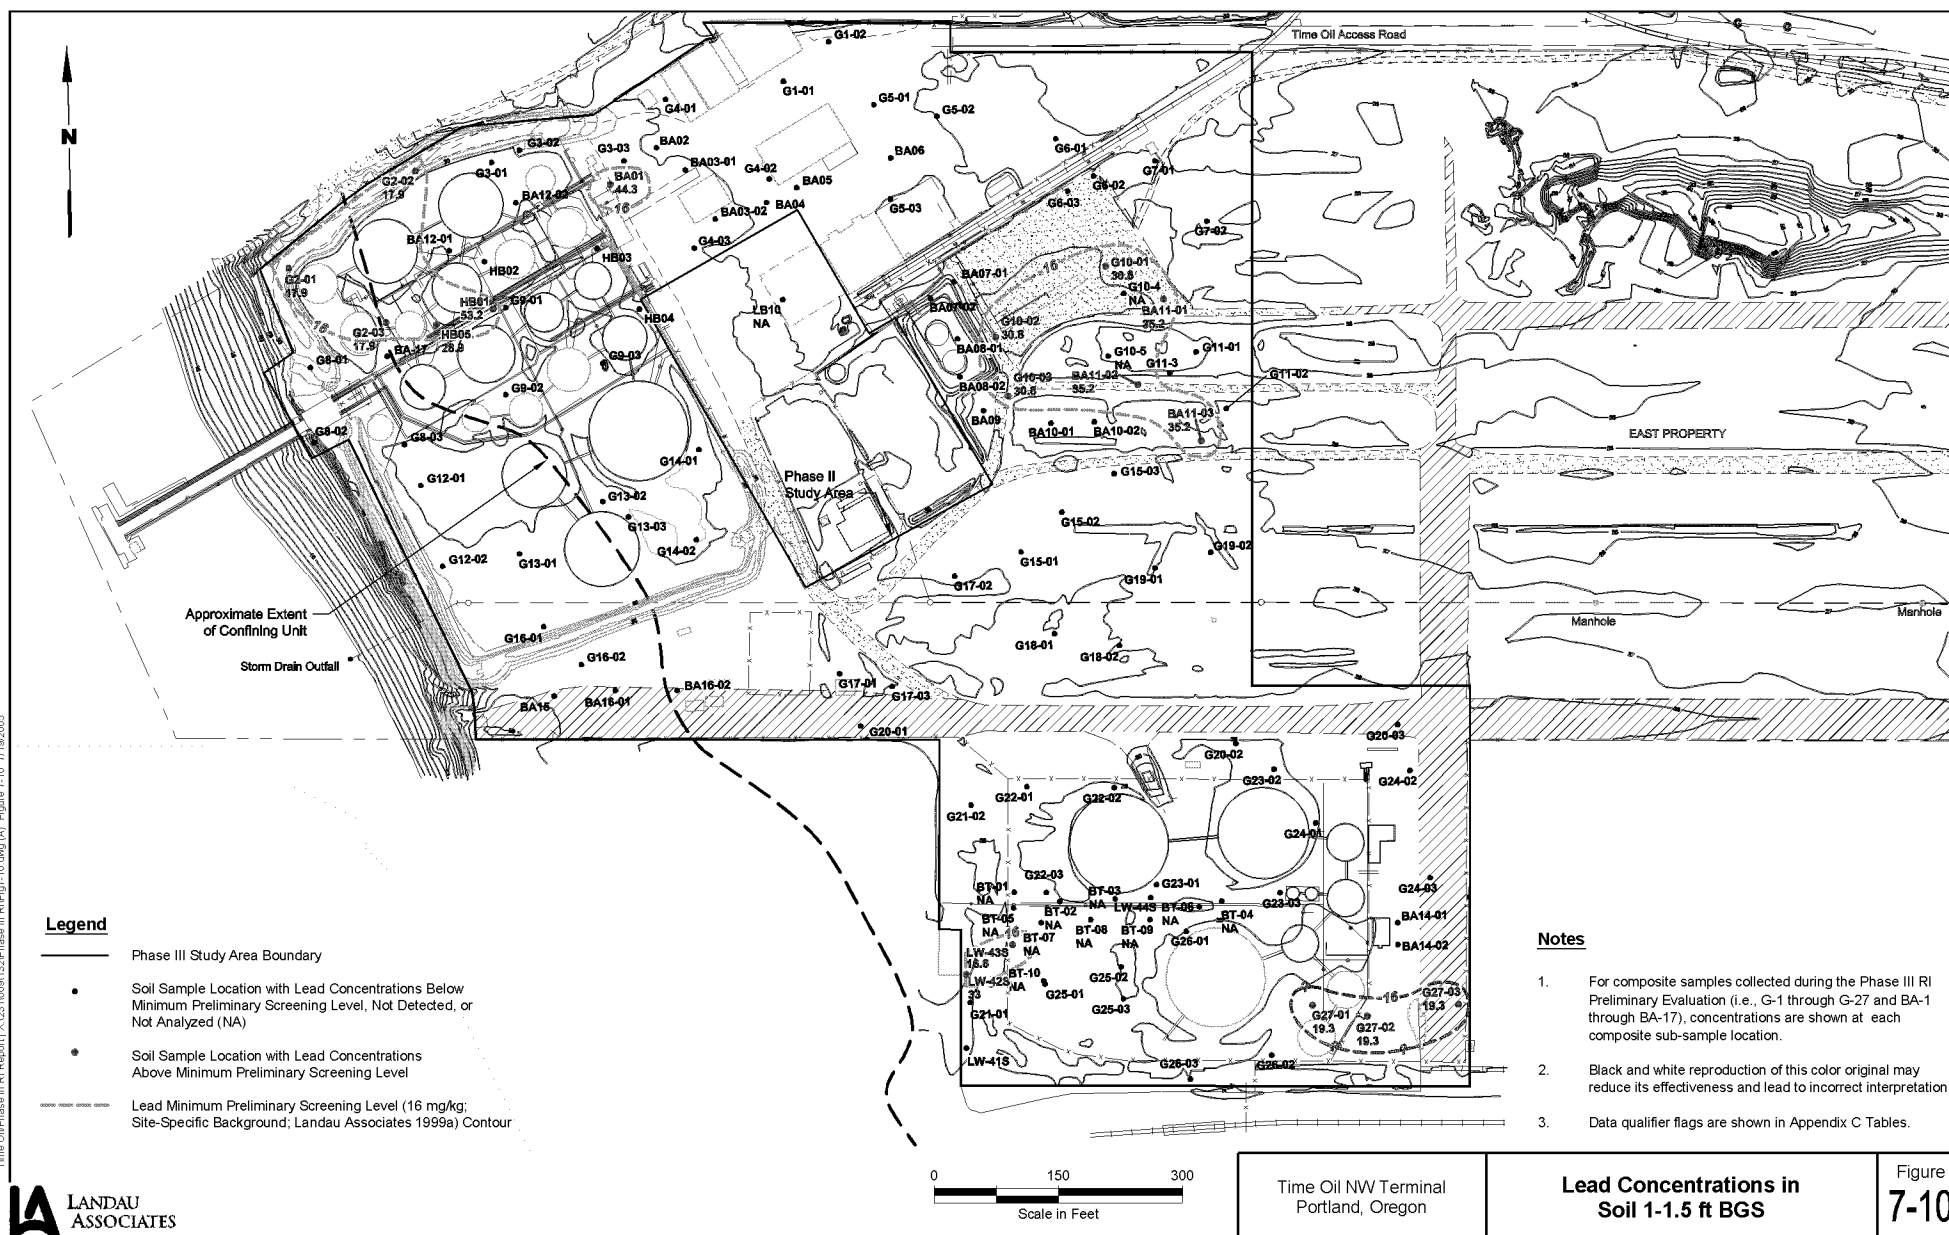 Time Oil Access Road
G1-02
G1-01
G4-01
G5-01
G5-02
G3-02
G3-03
BA02
BA03-01
BA06
G6-01
G7-01
G6-02
G6-03
G2-02
17.9
G3-01
BA12-02
BA01
44.3
16
G4-02
BA05
BA04
BA03-02
G5-03
G7-02
G4-03
BA12-01
HB02
HB03
G2-01
17.9
16
HB01
53.2
G9-01
HB04
LB10
NA
BA07-01
BA07-02
16
G10-01
30.8
G10-4
NA
BA11-01
35.2
G2-03
17.9
HB05
28.8
BA-17
G8-01
G9-03
G9-02
G10-02
30.8
BA08-01
G10-5
NA
G11-01
G11-3
BA08-02
G10-03
30.8
BA11-02
35.2
G11-02
BA09
BA10-01
BA10-02
BA11-03
35.2
EAST PROPERTY
G8-02
G8-03
G12-01
G14-01
Phase II
Study Area
G15-03
G13-02
G13-03
G14-02
G15-02
G12-02
G13-01
G15-01
G19-02
G17-02
G19-01
Approximate Extent
of Confining Unit
G16-01
Storm Drain Outfall
G16-02
G18-01
G18-02
Manhole
Manhole
BA15
BA16-01
BA16-02
G17-01
G17-03
G20-01
G20-02
G20-03
G23-02
G24-02
G22-01
G22-02
G21-02
G24-01
BT-01
NA
G22-03
BT-03
NA
G23-01
G23-03
G24-03
BT-05
NA
BT-02
NA
LW-44S
BT-06
NA
BT-04
NA
BA14-01
16
BT-07
NA
BT-08
NA
BT-09
NA
G26-01
BA14-02
LW-43S
16.6
LW-42S
33
BT-10
NA
G25-01
G25-02
G25-03
G21-01
LW-41S
G26-03
G26-02
16
G27-01
19.3
G27-02
19.3
G27-03
19.3
N
Legend
Phase III Study Area Boundary
Soil Sample Location with Lead Concentrations Below
Minimum Preliminary Screening Level, Not Detected, or
Not Analyzed (NA)
Soil Sample Location with Lead Concentrations
Above Minimum Preliminary Screening Level
Lead Minimum Preliminary Screening Level (16 mg/kg;
Site-Specific Background; Landau Associates 1999a) Contour
Notes
1. For composite samples collected during the Phase III RI
Preliminary Evaluation (i.e., G-1 through G-27 and BA-1
through BA-17), concentrations are shown at each
composite sub-sample location.
2. Black and white reproduction of this color original may
reduce its effectiveness and lead to incorrect interpretation
3. Data qualifier flags are shown in Appendix C Tables.
LANDAU
ASSOCIATES
0 150 300
Scale in Feet
Time Oil NW Terminal
Portland, Oregon
Lead Concentrations in
Soil 1-1.5 ft BGS
Figure
7-10